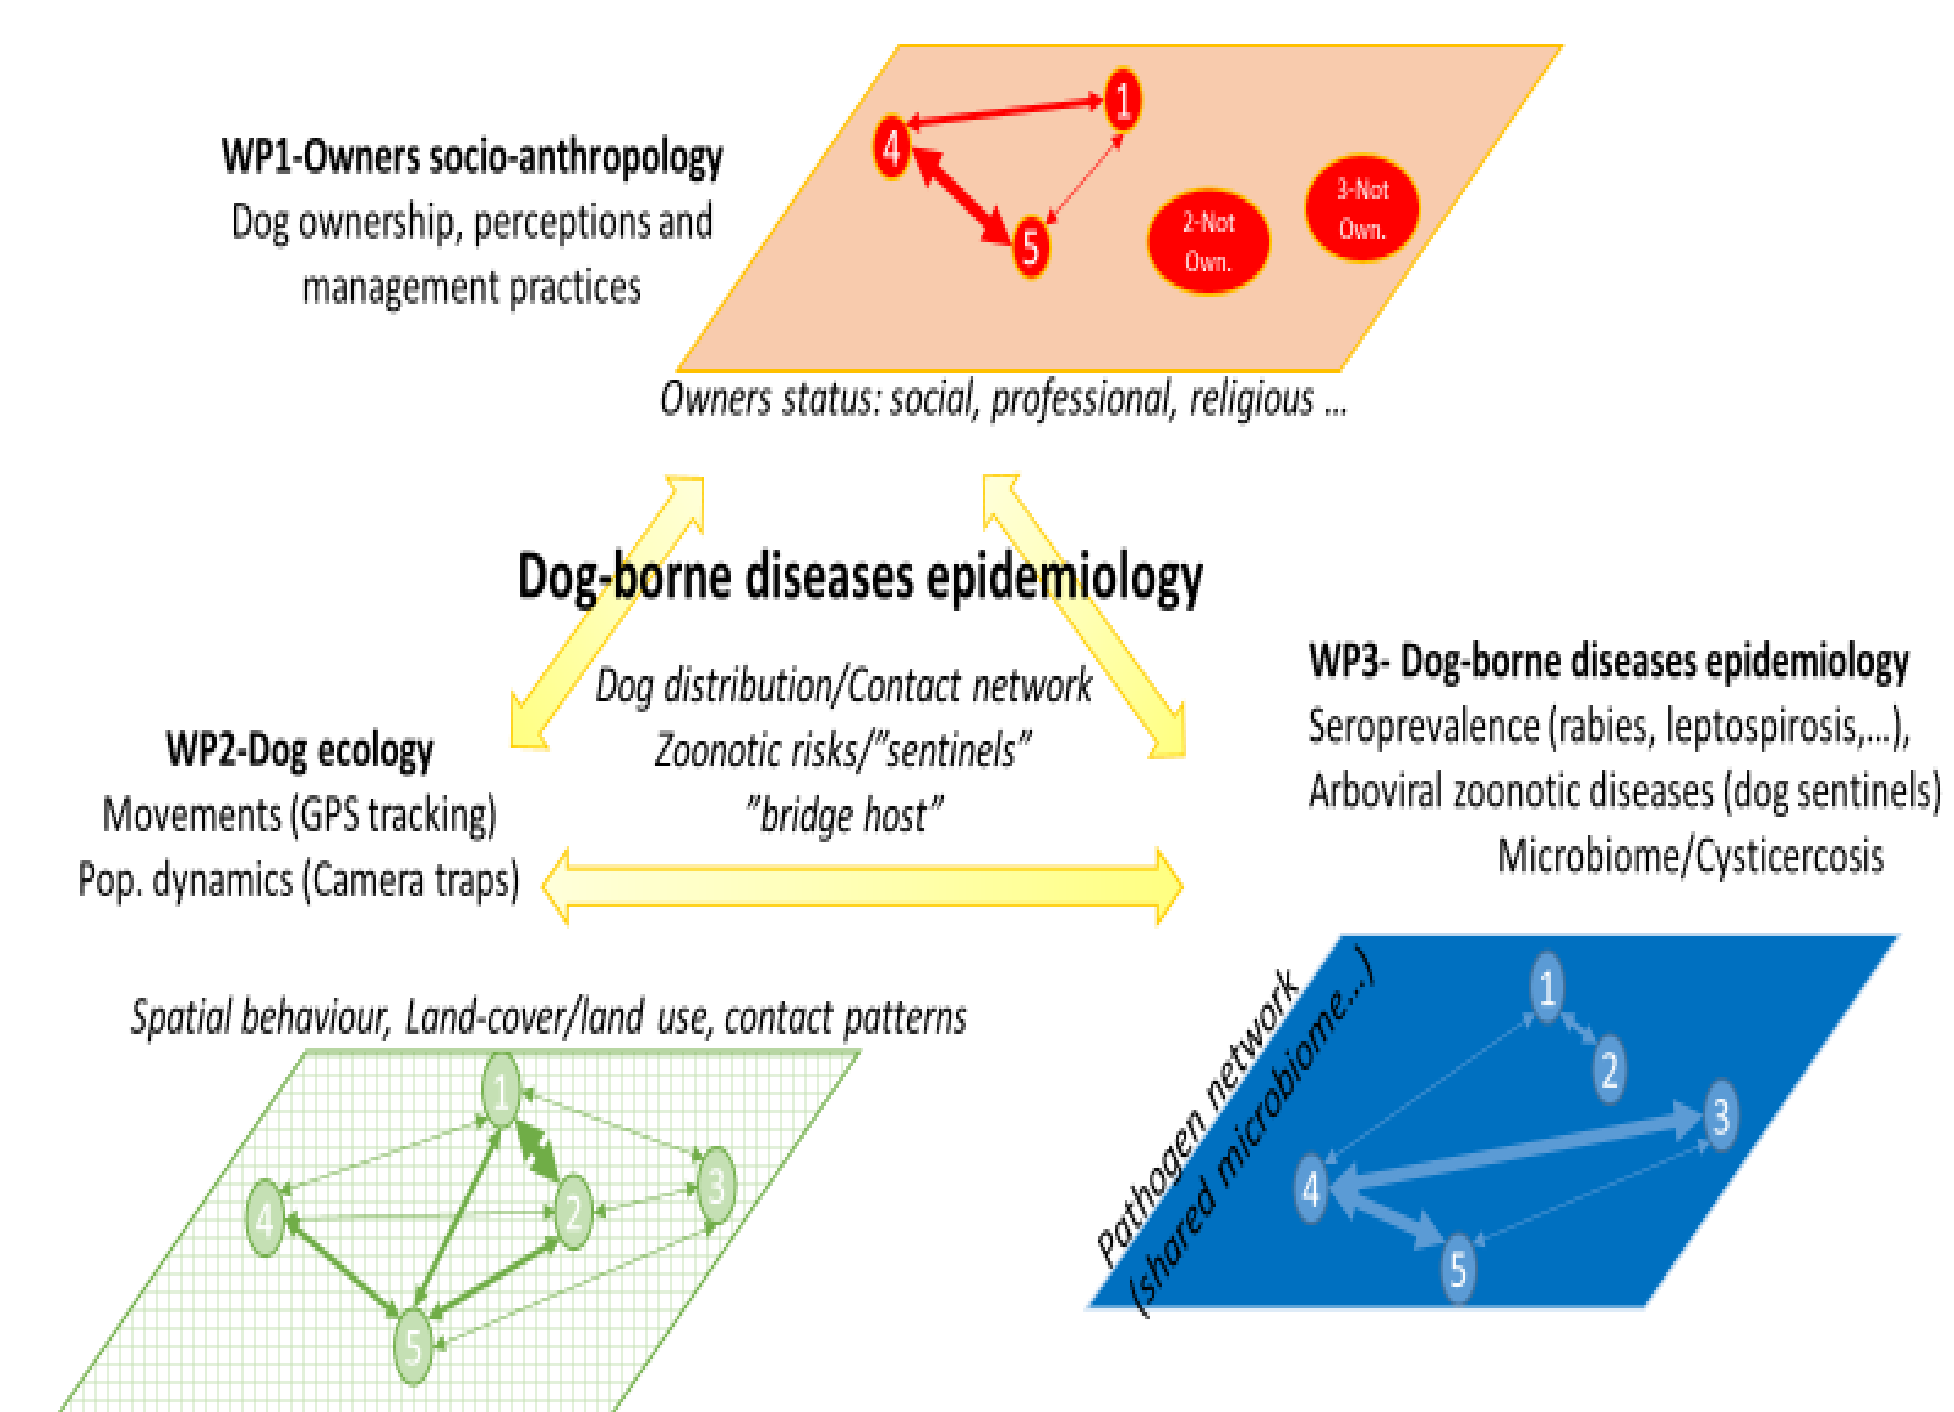 WP1-Owners socio-anthropology
Dog ownership, perceptions and
management practices
1
4
5
2-Not
Own.
3-Not
Own.
Owners status: social, professional, religious ...
Dog-borne diseases epidemiology
Dog distribution/Contact network
Zoonotic risks/"sentinels"
"bridge host"
WP2-Dog ecology
Movements (GPS tracking)
Pop. dynamics (Camera traps)
WP3- Dog-borne diseases epidemiology
Seroprevalence (rabies, leptospirosis,...),
Arboviral zoonotic diseases (dog sentinels)
Microbiome/Cysticercosis
Spatial behaviour, Land-cover/land use, contact patterns
1
2
3
4
5
Pathogen network
(shared microbiome...)
1
2
3
4
5